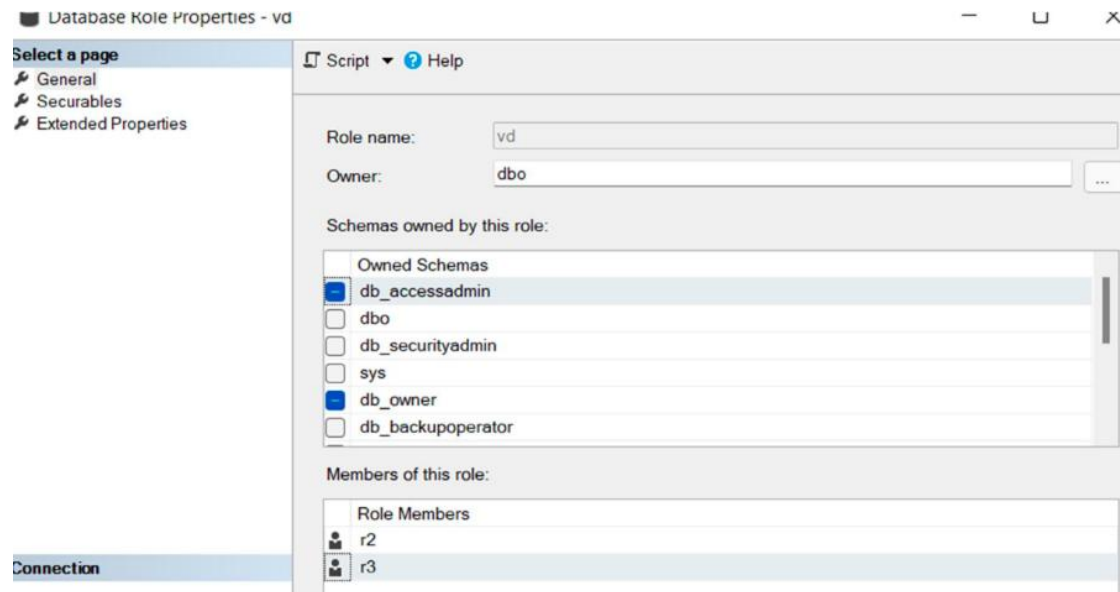 Database Role Properties - vd
Select a page
General
Securables
Extended Properties
Script Help
Role name: vd
Owner: dbo ...
Schemas owned by this role:
Owned Schemas
db_accessadmin
dbo
db_securityadmin
sys
db_owner
db_backupoperator
Members of this role:
Role Members
r2
r3
Connection